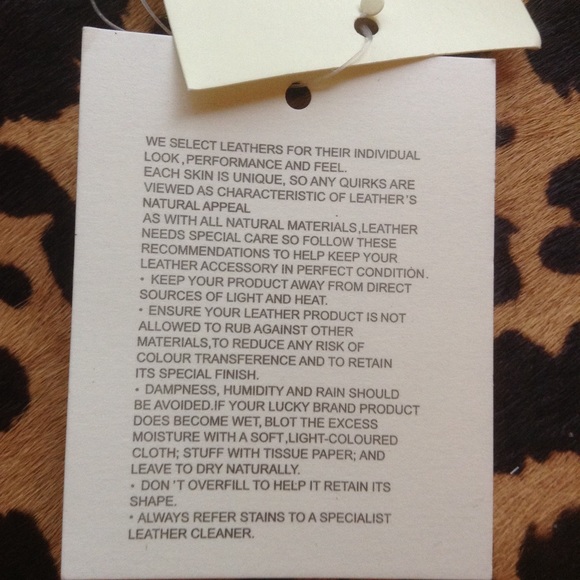 WE SELECT LEATHERS FOR THEIR INDIVIDUAL
LOOK,PERFORMANCE AND FEEL.
EACH SKIN IS UNIQUE, SO ANY QUIRKS ARE
VIEWED AS CHARACTERISTIC OF LEATHER'S
NATURAL APPEAL
AS WITH ALL NATURAL MATERIALS,LEATHER
NEEDS SPECIAL CARE SO FOLLOW THESE
RECOMMENDATIONS TO HELP KEEP YOUR
LEATHER ACCESSORY IN PERFECT CONDITION.
• KEEP YOUR PRODUCT AWAY FROM DIRECT
SOURCES OF LIGHT AND HEAT.
• ENSURE YOUR LEATHER PRODUCT IS NOT
ALLOWED TO RUB AGAINST OTHER
MATERIALS,TO REDUCE ANY RISK OF
COLOUR TRANSFERENCE AND TO RETAIN
ITS SPECIAL FINISH.
• DAMPNESS, HUMIDITY AND RAIN SHOULD
BE AVOIDED.IF YOUR LUCKY BRAND PRODUCT
DOES BECOME WET,BLOT THE EXCESS
MOISTURE WITH A SOFT,LIGHT-COLOURED
CLOTH; STUFF WITH TISSUE PAPER; AND
LEAVE TO DRY NATURALLY.
• DON'T OVERFILL TO HELP IT RETAIN ITS
SHAPE.
• ALWAYS REFER STAINS TO A SPECIALIST
LEATHER CLEANER.